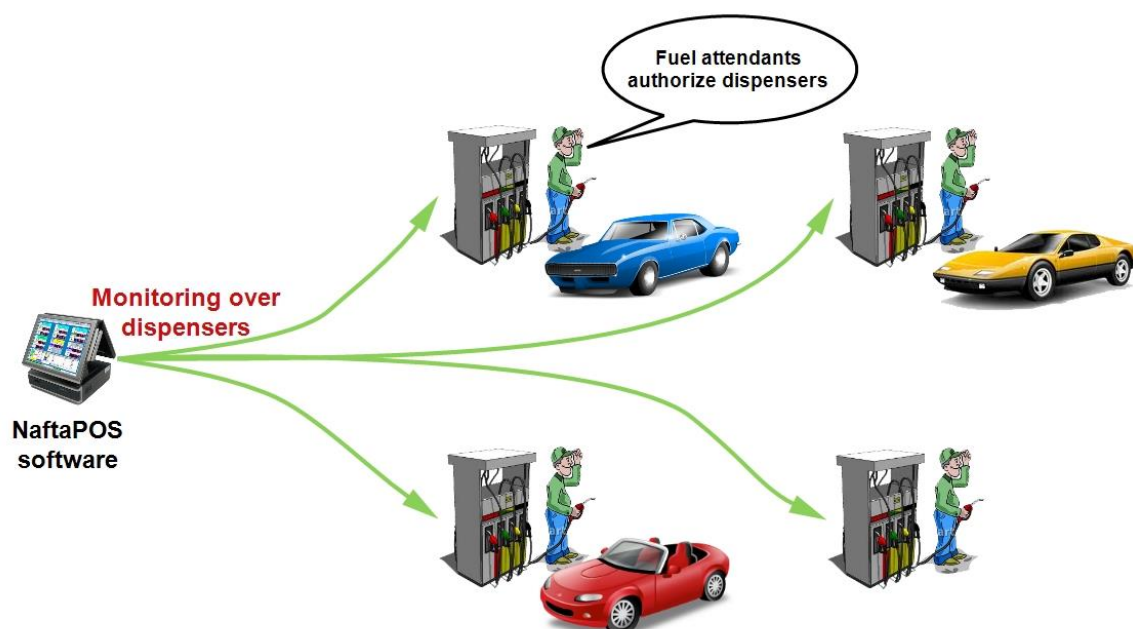 Fuel attendants
authorize dispensers
Monitoring over
dispensers
NaftaPOS
software